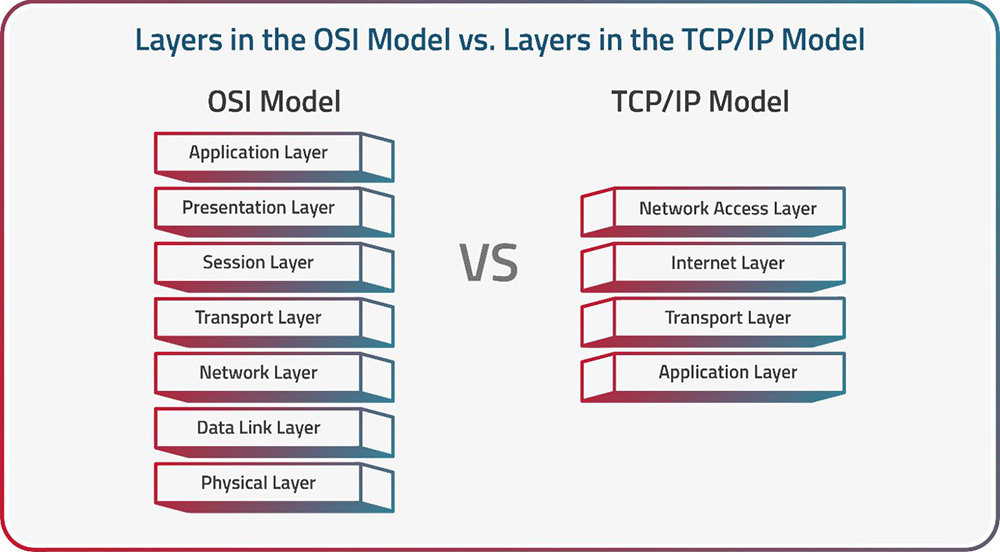 Layers in the OSI Model vs. Layers in the TCP/IP Model
OSI Model
Application Layer
Presentation Layer
Session Layer
Transport Layer
Network Layer
Data Link Layer
Physical Layer
VS
TCP/IP Model
Network Access Layer
Internet Layer
Transport Layer
Application Layer